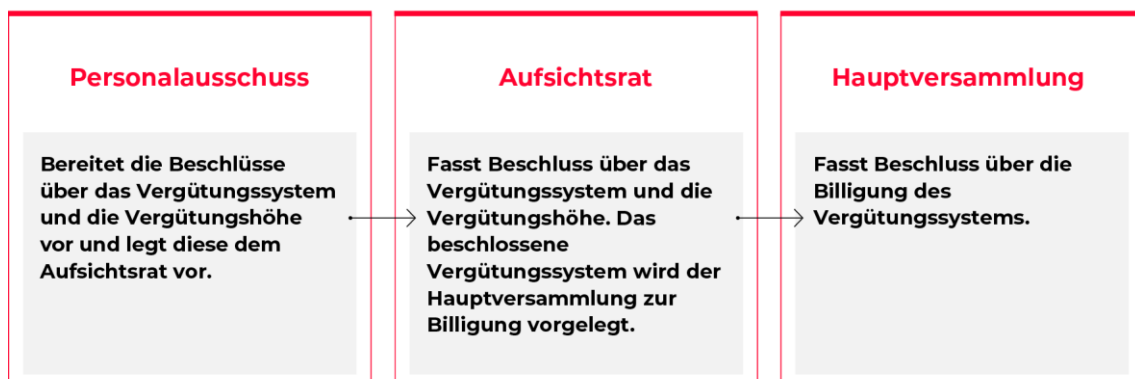 Personalausschuss
Bereitet die Beschlüsse
über das Vergütungssystem
und die Vergütungshöhe
vor und legt diese dem
Aufsichtsrat vor.
Aufsichtsrat
Fasst Beschluss über das
Vergütungssystem und die
Vergütungshöhe. Das
beschlossene
Vergütungssystem wird der
Hauptversammlung zur
Billigung vorgelegt.
Hauptversammlung
Fasst Beschluss über die
Billigung des
Vergütungssystems.